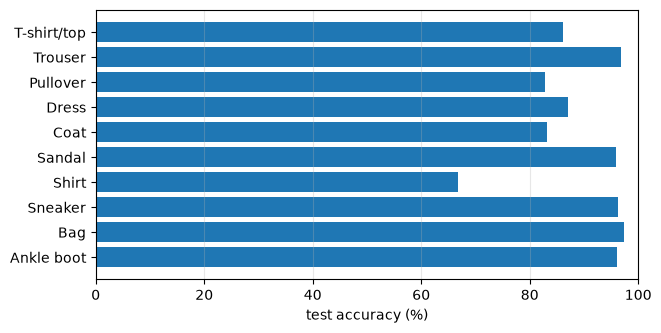 T-shirt/top
Trouser
Pullover
Dress
Coat
Sandal
Shirt
Sneaker
Bag
Ankle boot
0 20 40 60 80 100
test accuracy (%)